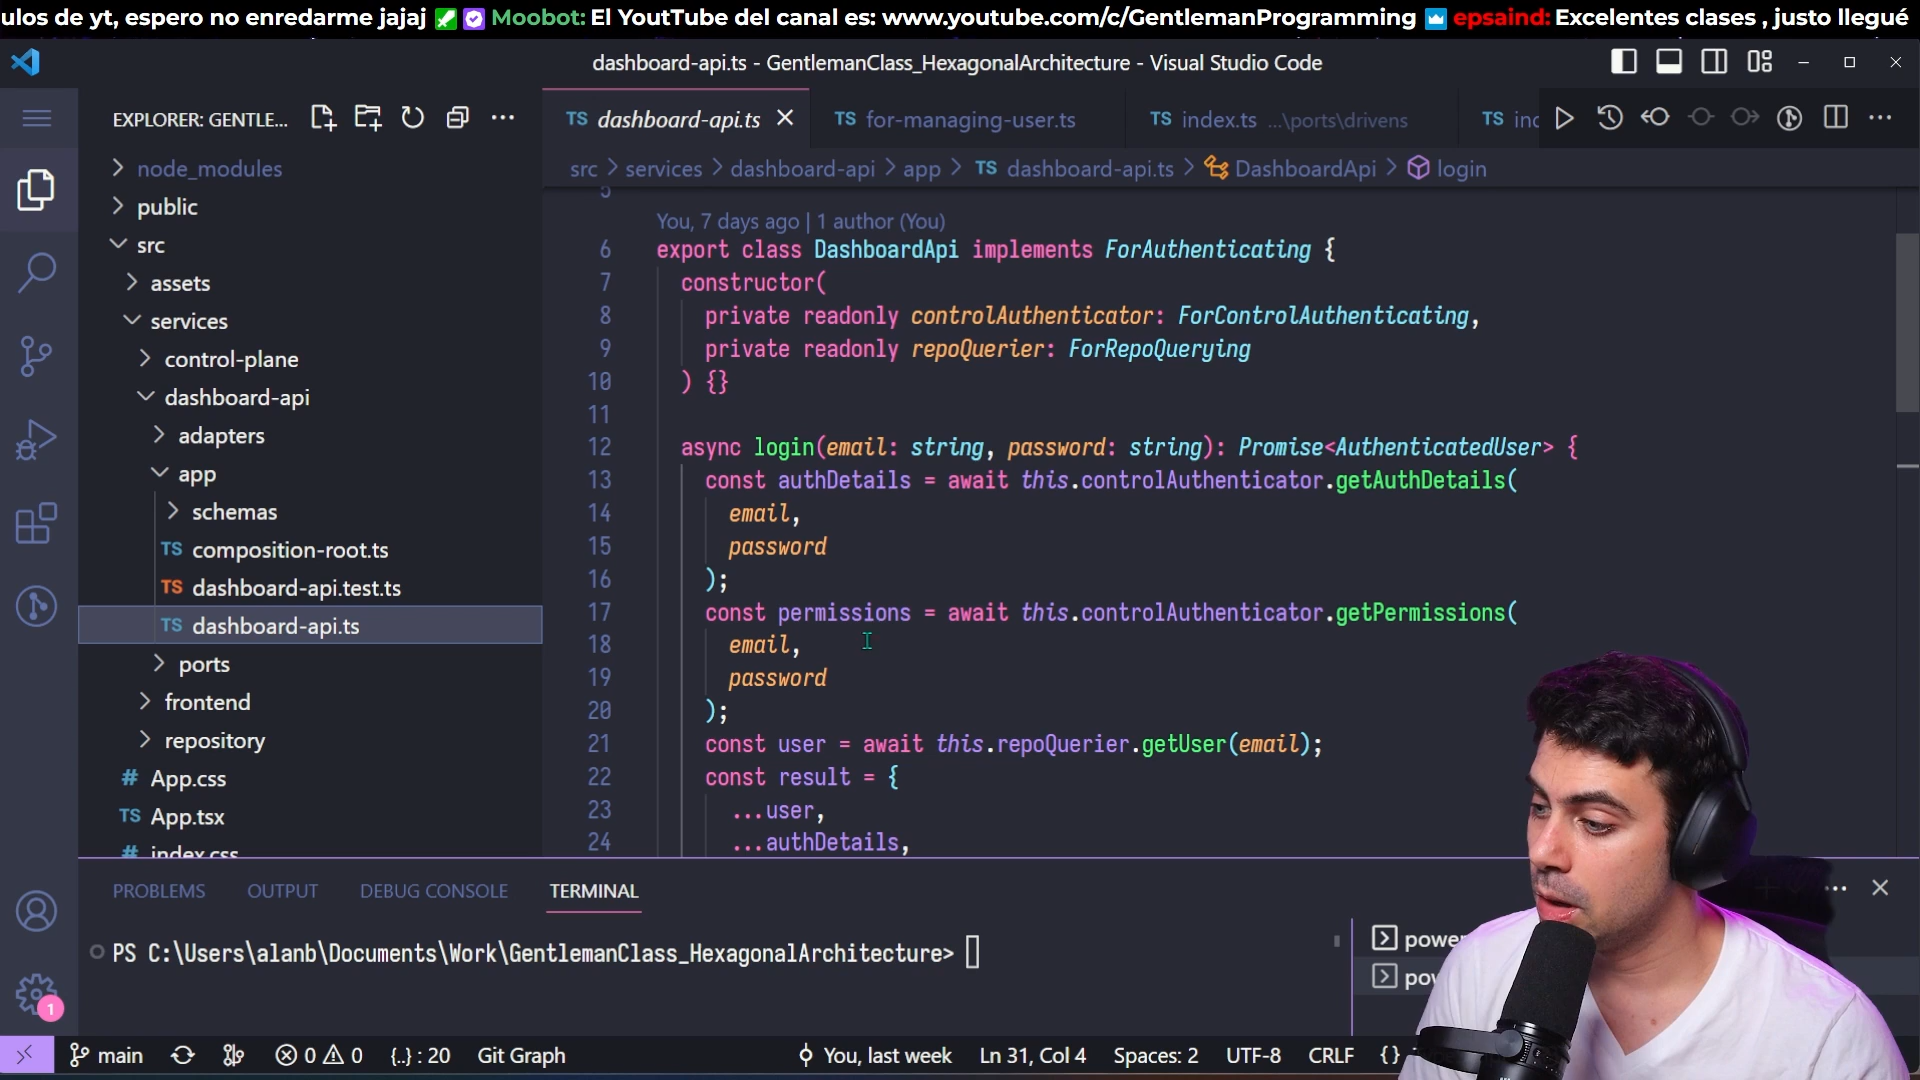 ulos de yt, espero no enredarme jajaj Moobot: El YoutTube del canal es: www.youtube.com/c/GentlemanProgramming epsaind: Excelentes clases , justo llegué
dashboard-api.ts - GentlemanClass_HexagonalArchitecture - Visual Studio Code
EXPLORER: GENTLE...
TS dashboard-api.ts
TS for-managing-user.ts
TS index.ts ...\ports\drivens
TS ind
src > services > dashboard-api > app > TS dashboard-api.ts > DashboardApi > login
node_modules
public
src
assets
services
control-plane
dashboard-api
adapters
app
schemas
TS composition-root.ts
TS dashboard-api.test.ts
TS dashboard-api.ts
ports
frontend
repository
# App.css
TS App.tsx
# index.css
5
You, 7 days ago | 1 author (You)
6 export class DashboardApi implements ForAuthenticating {
7 constructor(
8 private readonly controlAuthenticator: ForControlAuthenticating,
9 private readonly repoQuerier: ForRepoQuerying
10 ) {}
11
12 async login(email: string, password: string): Promise<AuthenticatedUser> {
13 const authDetails = await this.controlAuthenticator.getAuthDetails(
14 email,
15 password
16 );
17 const permissions = await this.controlAuthenticator.getPermissions(
18 email,
19 password
20 );
21 const user = await this.repoQuerier.getUser(email);
22 const result = {
23 ...user,
24 ...authDetails,
PROBLEMS OUTPUT DEBUG CONSOLE TERMINAL
PS C:\Users\alanb\Documents\Work\GentlemanClass_HexagonalArchitecture>
power
pow
1
main 0 0 {..} : 20 Git Graph You, last week Ln 31, Col 4 Spaces: 2 UTF-8 CRLF {}